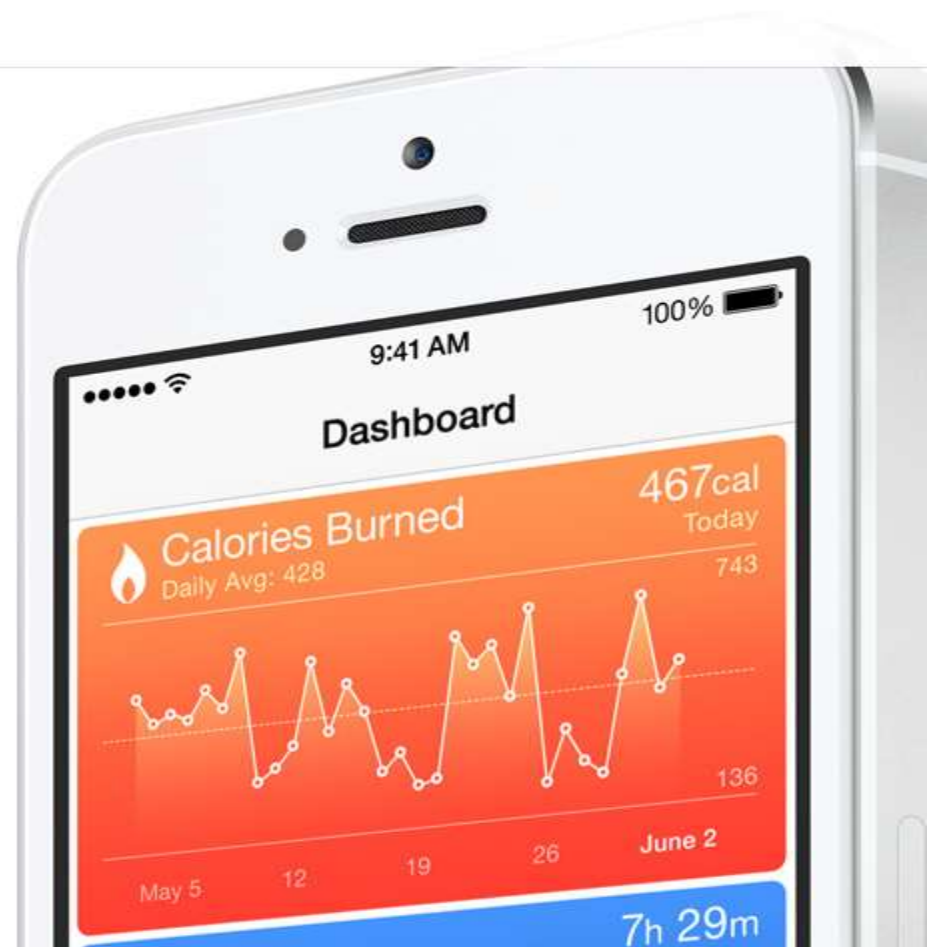 9:41 AM
100%
Dashboard
Calories Burned
467cal
Daily Avg: 428
Today
743
136
May 5
12
19
26
June 2
7h 29m